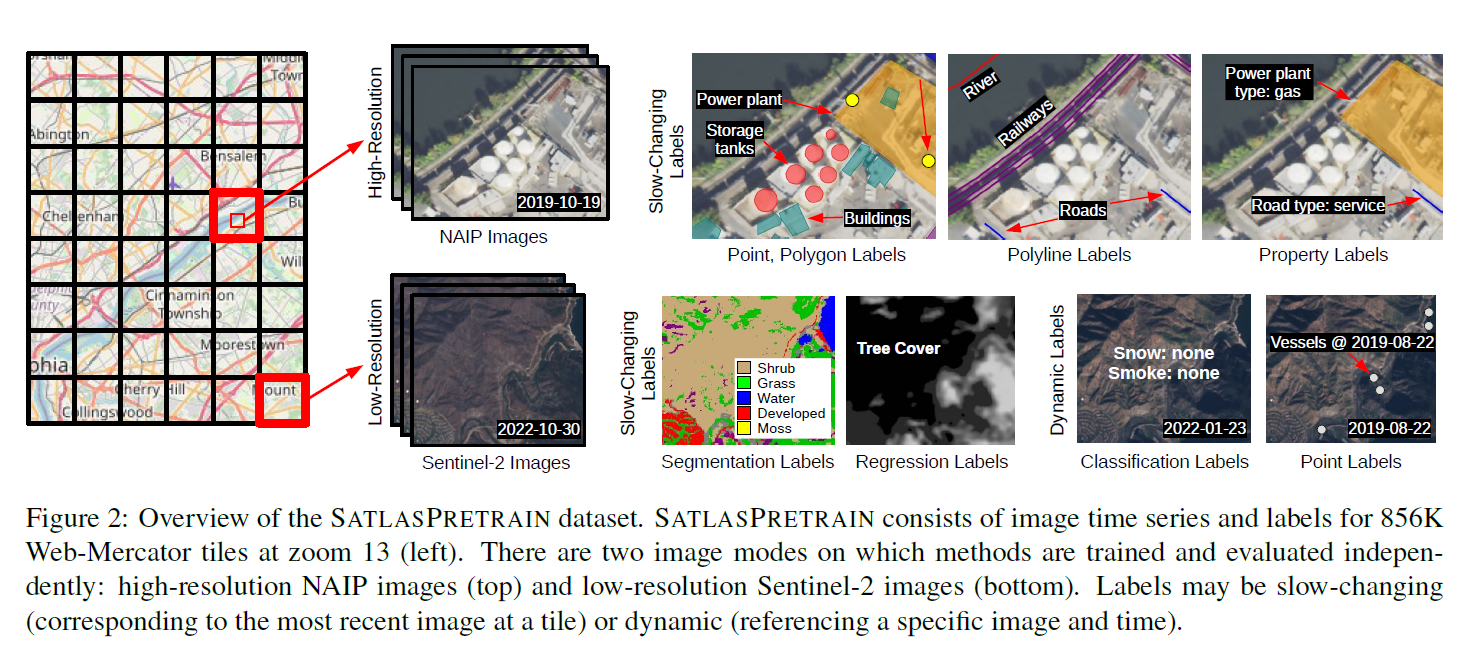 Middl
Town
Abington
Bensalem
Cheltenham
Bu
Wil
Cinnaminson
Township
Moorestown
phia
Cherry Hill
Mount
Collingswood
High-Resolution
2019-10-19
NAIP Images
Low-Resolution
2022-10-30
Sentinel-2 Images
Slow-Changing
Labels
Power plant
Storage
tanks
Buildings
Point, Polygon Labels
River
Railways
Roads
Polyline Labels
Power plant
type: gas
Road type: service
Property Labels
Slow-Changing
Labels
Shrub
Grass
Water
Developed
Moss
Segmentation Labels
Tree Cover
Regression Labels
Dynamic Labels
Snow: none
Smoke: none
2022-01-23
Classification Labels
Vessels @ 2019-08-22
2019-08-22
Point Labels
Figure 2: Overview of the SATLASPRETRAIN dataset. SATLASPRETRAIN consists of image time series and labels for 856K
Web-Mercator tiles at zoom 13 (left). There are two image modes on which methods are trained and evaluated indepen-
dently: high-resolution NAIP images (top) and low-resolution Sentinel-2 images (bottom). Labels may be slow-changing
(corresponding to the most recent image at a tile) or dynamic (referencing a specific image and time).